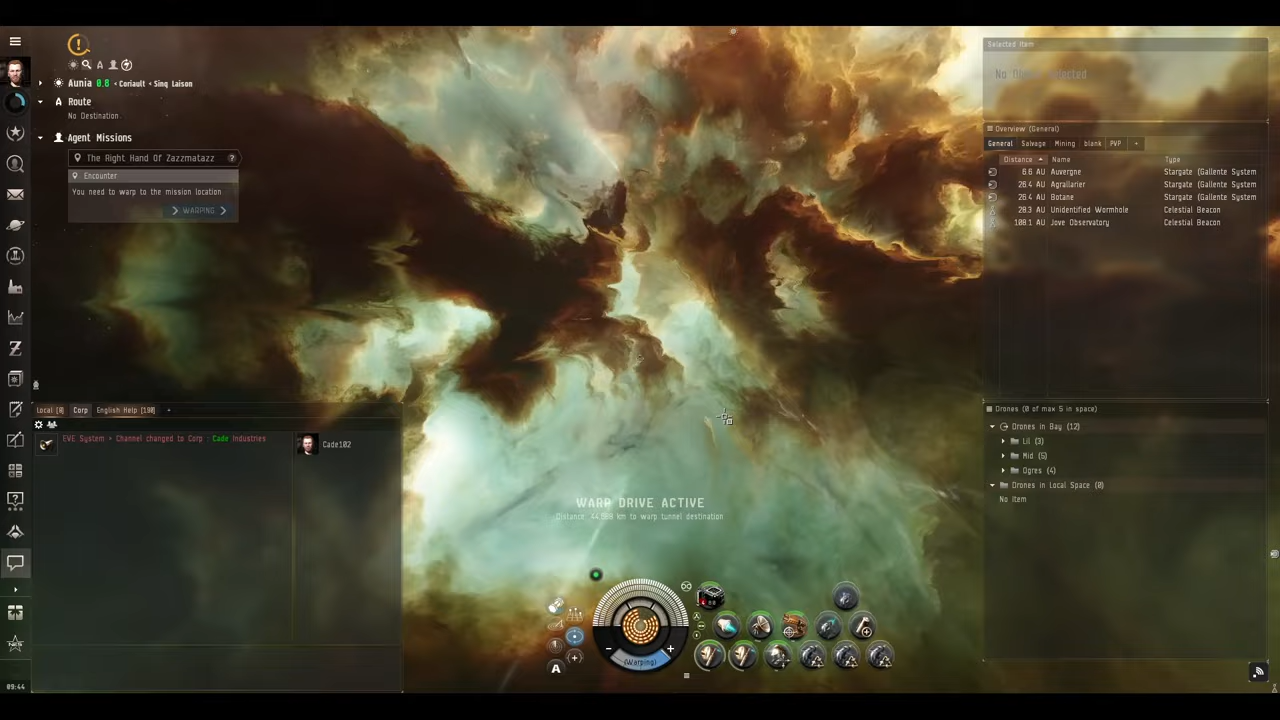 Aunia 0.8 < Coriault < Sinq Laison
Route
No Destination
Agent Missions
The Right Hand Of Zazzmatazz ?
Encounter
You need to warp to the mission location
WARPING
Selected Item
Overview (General)
General Salvage Mining blank PVP +
Distance Name Type
6.6 AU Auvergne Stargate (Gallente System
26.4 AU Agrallarier Stargate (Gallente System
26.4 AU Botane Stargate (Gallente System
28.3 AU Unidentified Wormhole Celestial Beacon
108.1 AU Jove Observatory Celestial Beacon
Local [8] Corp English Help [198] +
EVE System > Channel changed to Corp : Cade Industries
Cade102
Drones (0 of max 5 in space)
Drones in Bay (12)
Lil (3)
Mid (5)
Ogres (4)
Drones in Local Space (0)
No Item
WARP DRIVE ACTIVE
km to warp tunnel destination
(Warping)
A
09:44